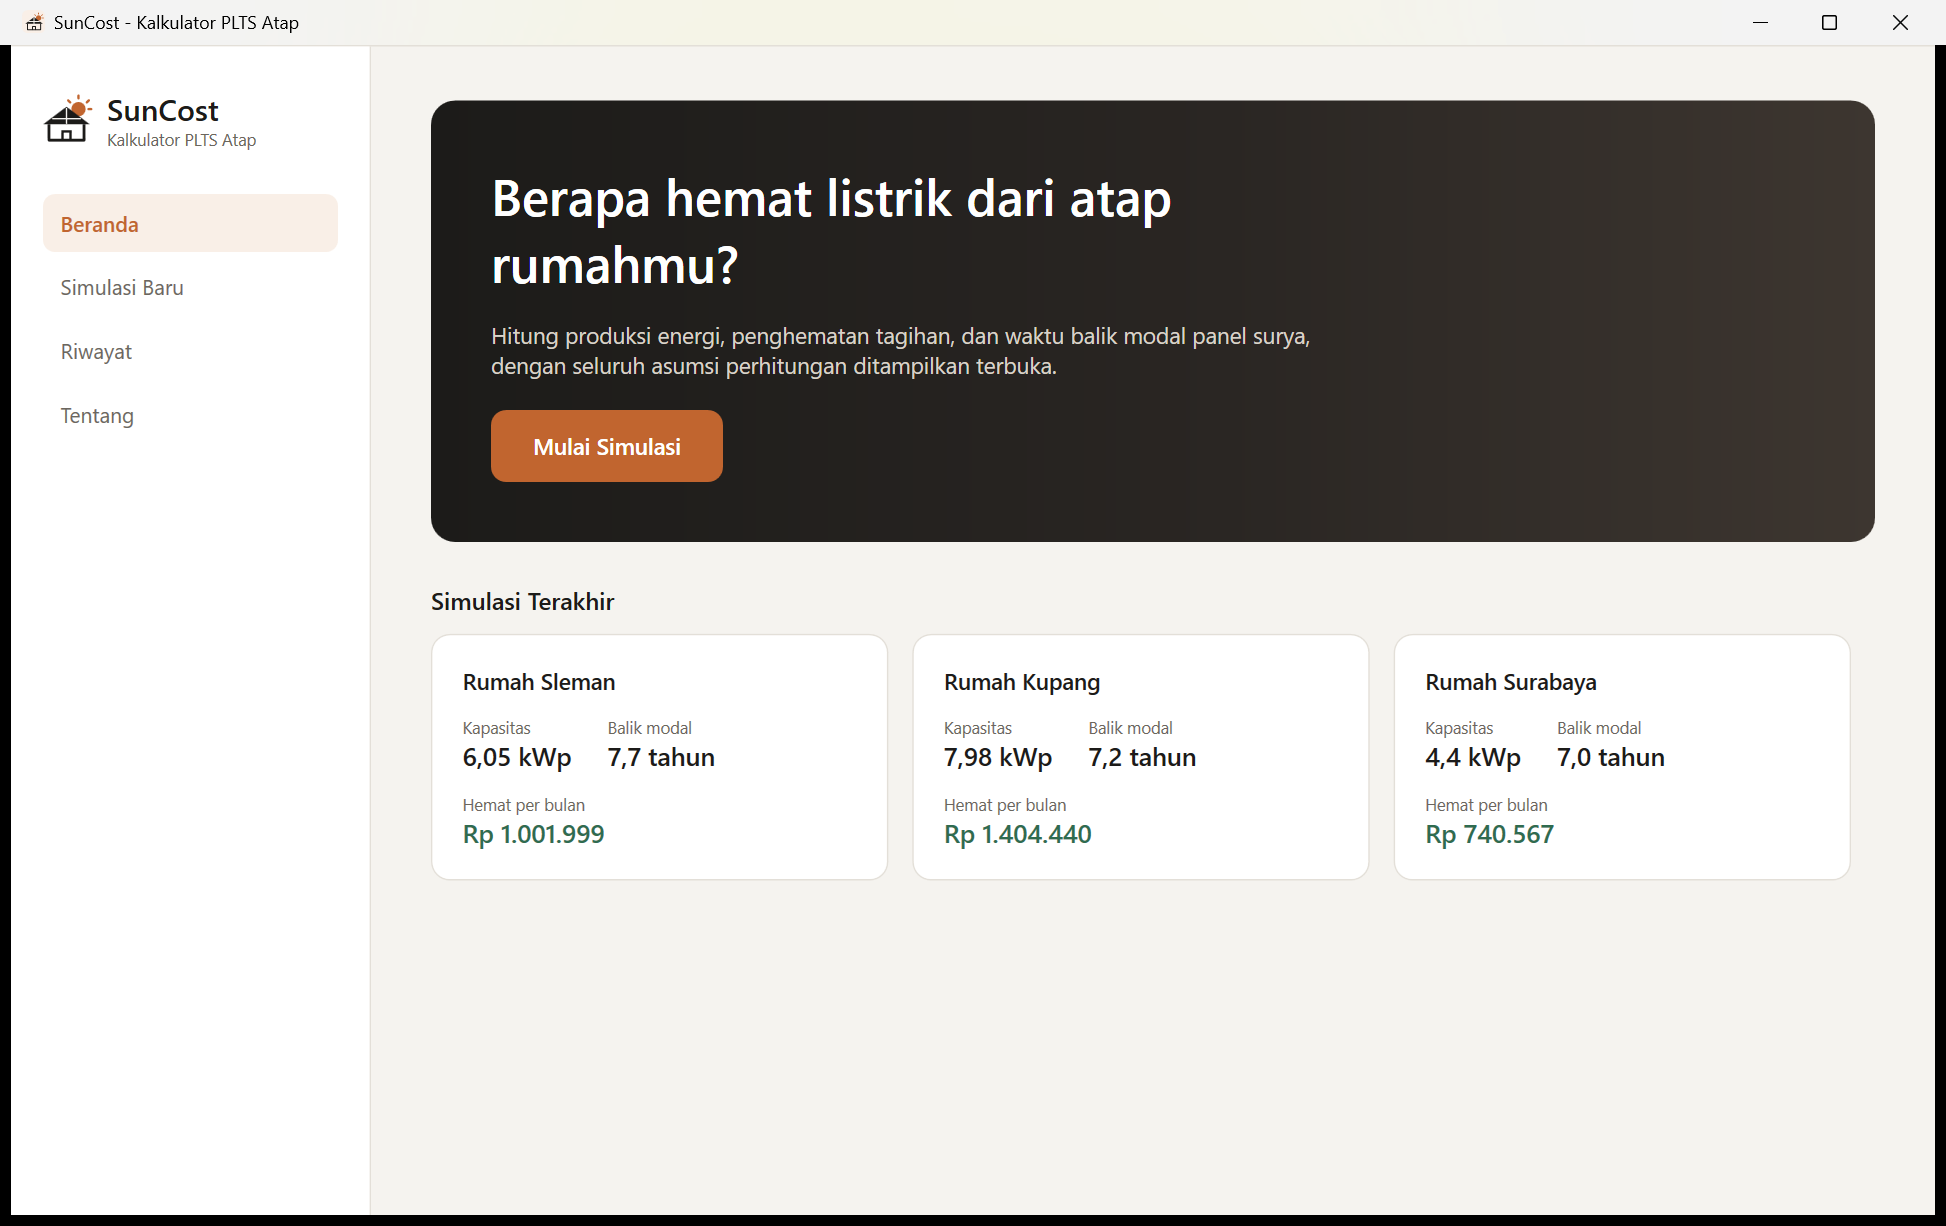 SunCost - Kalkulator PLTS Atap
SunCost
Kalkulator PLTS Atap
Beranda
Simulasi Baru
Riwayat
Tentang
Berapa hemat listrik dari atap
rumahmu?
Hitung produksi energi, penghematan tagihan, dan waktu balik modal panel surya,
dengan seluruh asumsi perhitungan ditampilkan terbuka.
Mulai Simulasi
Simulasi Terakhir
Rumah Sleman
Kapasitas Balik modal
6,05 kWp 7,7 tahun
Hemat per bulan
Rp 1.001.999
Rumah Kupang
Kapasitas Balik modal
7,98 kWp 7,2 tahun
Hemat per bulan
Rp 1.404.440
Rumah Surabaya
Kapasitas Balik modal
4,4 kWp 7,0 tahun
Hemat per bulan
Rp 740.567